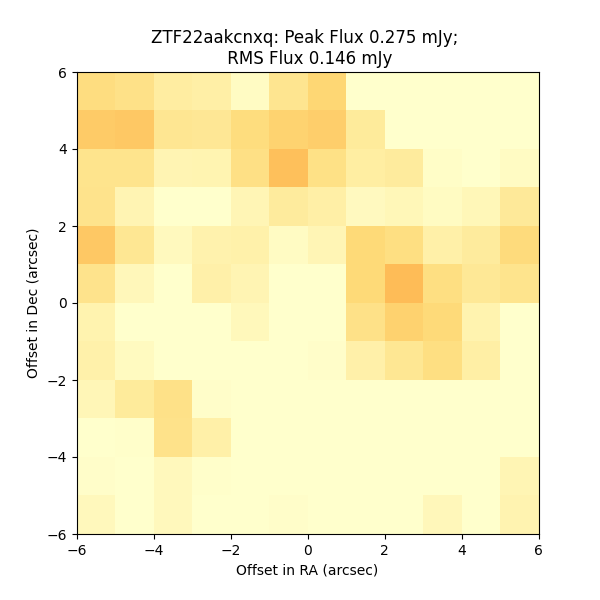 ZTF22aakcnxq: Peak Flux 0.275 mJy;
RMS Flux 0.146 mJy
6
4
2
0
−2
−4
−6
Offset in Dec (arcsec)
−6 −4 −2 0 2 4 6
Offset in RA (arcsec)